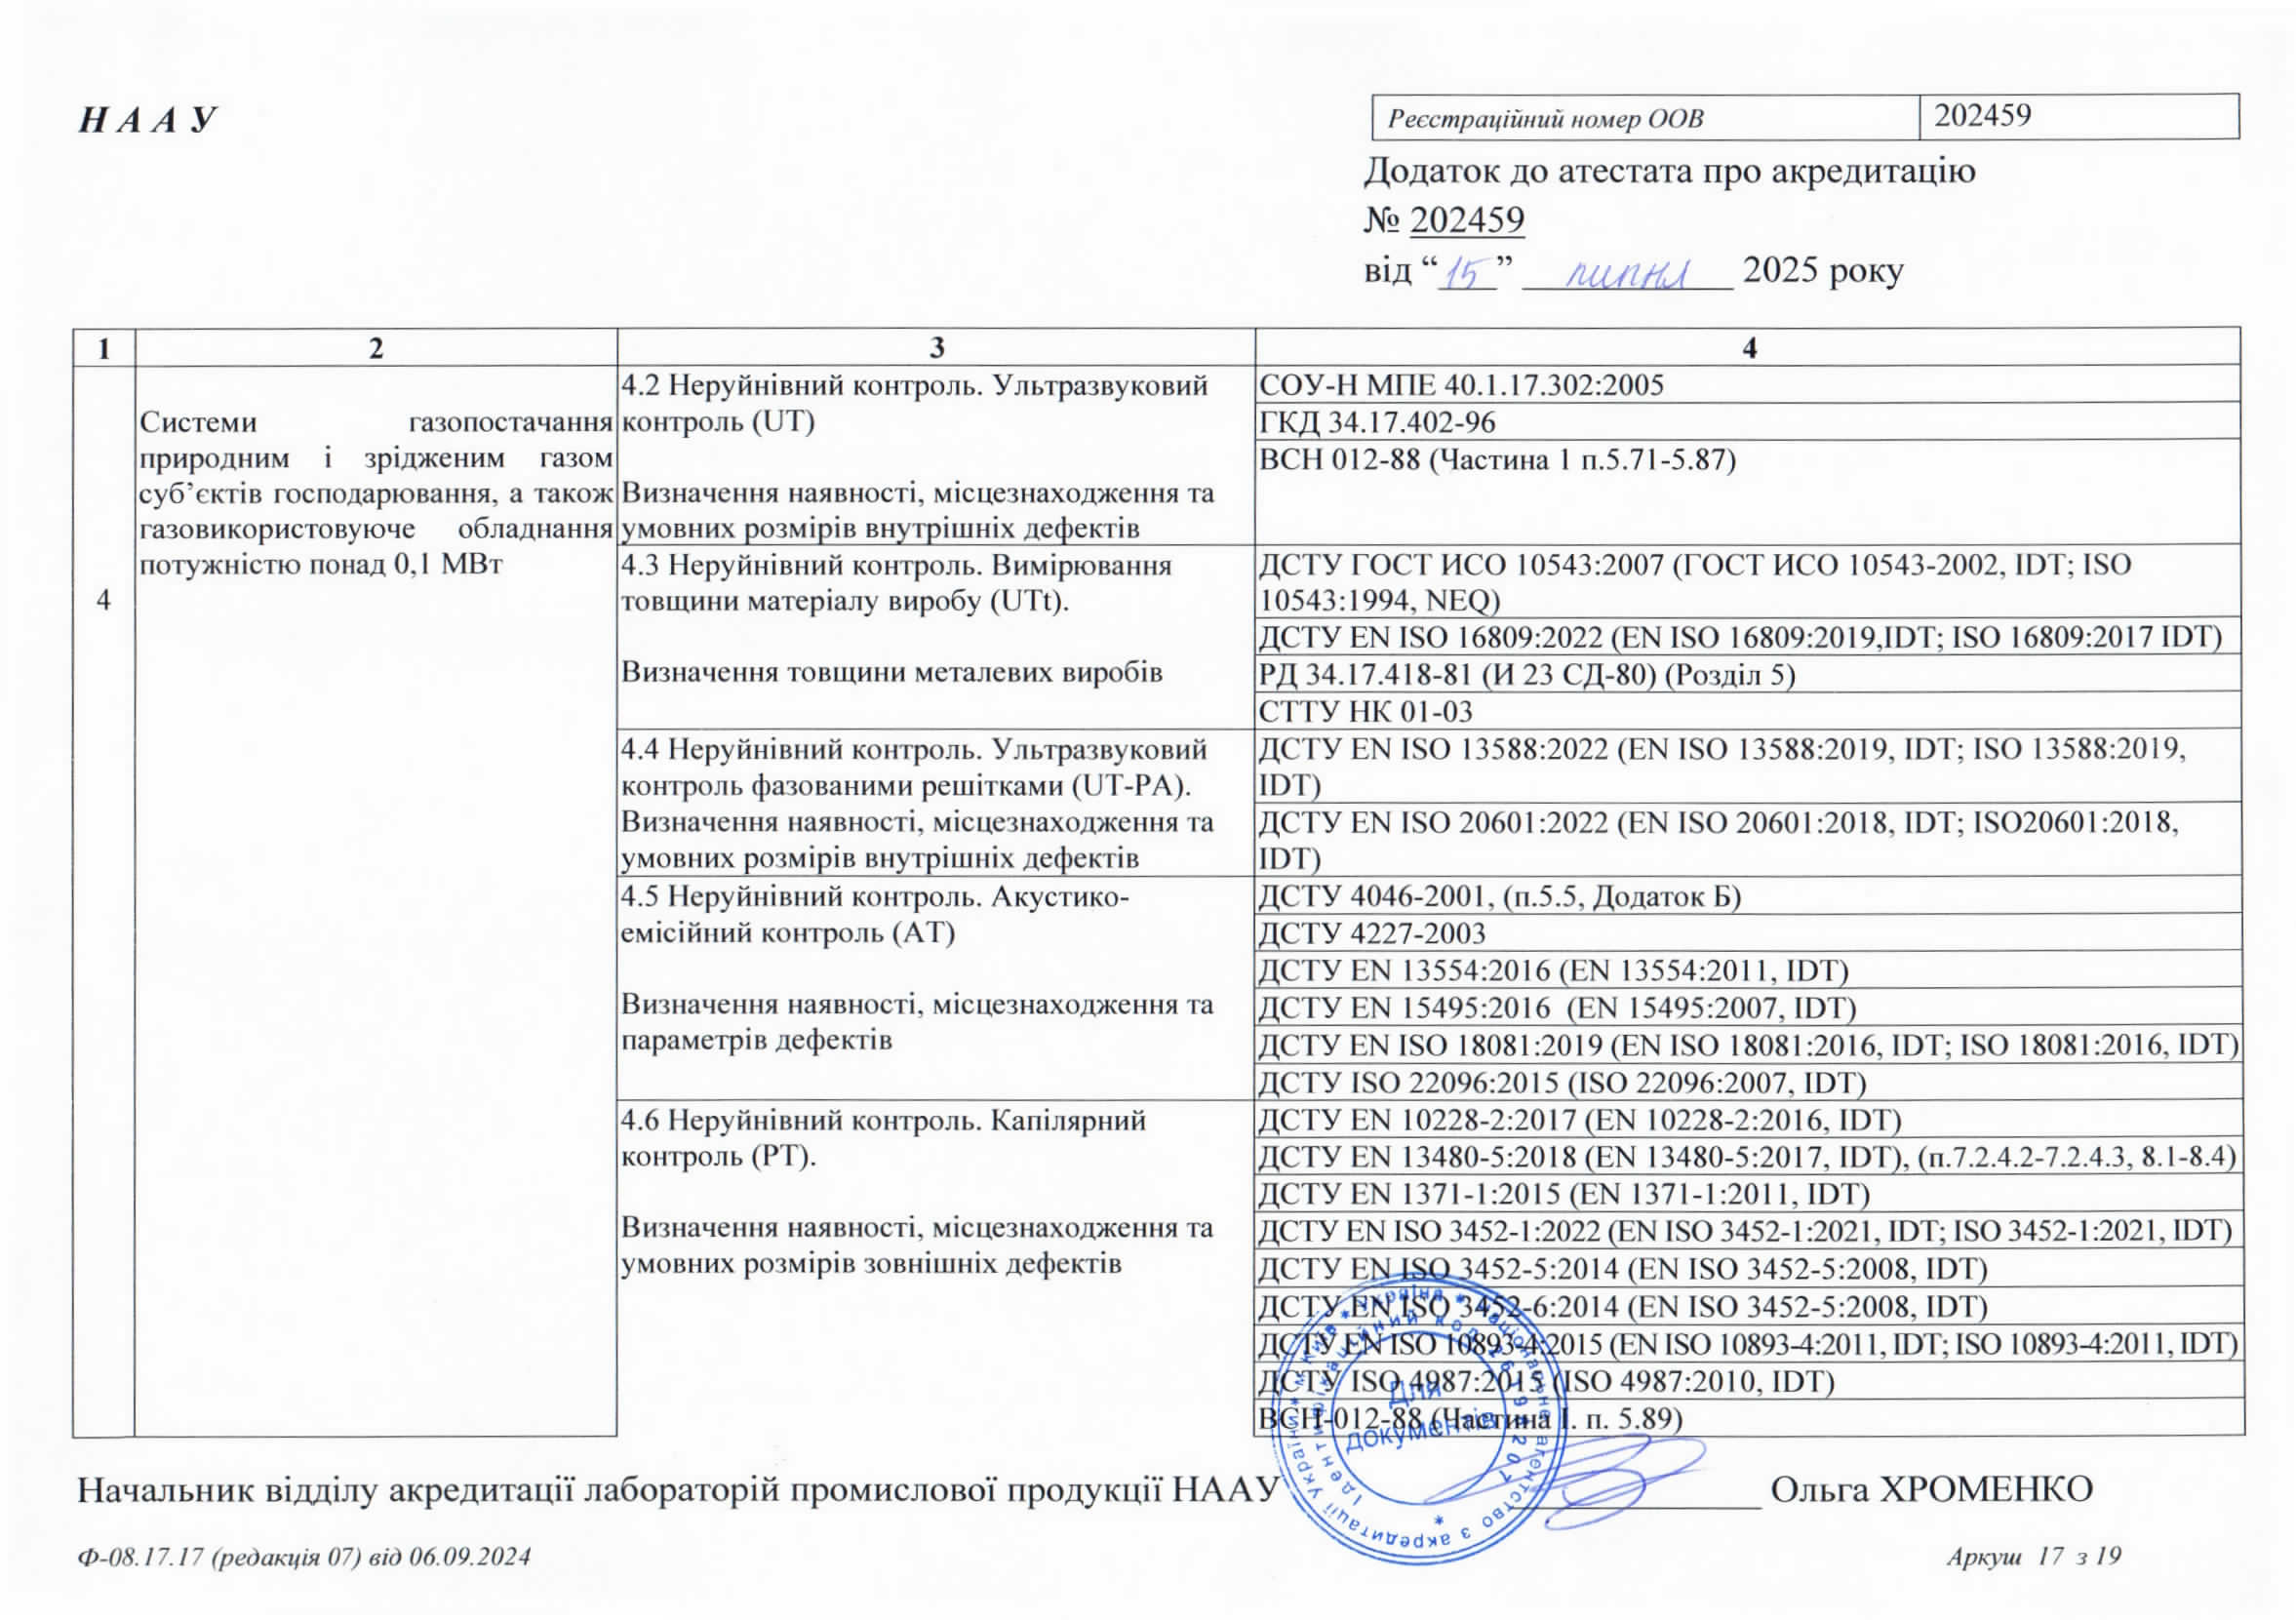 Н А А У
Реєстраційний номер ООВ 202459
Додаток до атестата про акредитацію
№ 202459
від “15” липня 2025 року
1 2 3 4
4
Системи газопостачання
природним і зрідженим газом
суб’єктів господарювання, а також
газовикористовуюче обладнання
потужністю понад 0,1 МВт
4.2 Неруйнівний контроль. Ультразвуковий
контроль (UT)
Визначення наявності, місцезнаходження та
умовних розмірів внутрішніх дефектів
СОУ-Н МПЕ 40.1.17.302:2005
ГКД 34.17.402-96
ВСН 012-88 (Частина 1 п.5.71-5.87)
4.3 Неруйнівний контроль. Вимірювання
товщини матеріалу виробу (UTt).
Визначення товщини металевих виробів
ДСТУ ГОСТ ИСО 10543:2007 (ГОСТ ИСО 10543-2002, IDT; ISO
10543:1994, NEQ)
ДСТУ EN ISO 16809:2022 (EN ISO 16809:2019,IDT; ISO 16809:2017 IDT)
РД 34.17.418-81 (И 23 СД-80) (Розділ 5)
СТТУ НК 01-03
4.4 Неруйнівний контроль. Ультразвуковий
контроль фазованими решітками (UT-PA).
Визначення наявності, місцезнаходження та
умовних розмірів внутрішніх дефектів
ДСТУ EN ISO 13588:2022 (EN ISO 13588:2019, IDT; ISO 13588:2019,
IDT)
ДСТУ EN ISO 20601:2022 (EN ISO 20601:2018, IDT; ISO20601:2018,
IDT)
4.5 Неруйнівний контроль. Акустико-
емісійний контроль (АТ)
Визначення наявності, місцезнаходження та
параметрів дефектів
ДСТУ 4046-2001, (п.5.5, Додаток Б)
ДСТУ 4227-2003
ДСТУ EN 13554:2016 (EN 13554:2011, IDT)
ДСТУ EN 15495:2016 (EN 15495:2007, IDT)
ДСТУ EN ISO 18081:2019 (EN ISO 18081:2016, IDT; ISO 18081:2016, IDT)
ДСТУ ISO 22096:2015 (ISO 22096:2007, IDT)
4.6 Неруйнівний контроль. Капілярний
контроль (РТ).
Визначення наявності, місцезнаходження та
умовних розмірів зовнішніх дефектів
ДСТУ EN 10228-2:2017 (EN 10228-2:2016, IDT)
ДСТУ EN 13480-5:2018 (EN 13480-5:2017, IDT), (п.7.2.4.2-7.2.4.3, 8.1-8.4)
ДСТУ EN 1371-1:2015 (EN 1371-1:2011, IDT)
ДСТУ EN ISO 3452-1:2022 (EN ISO 3452-1:2021, IDT; ISO 3452-1:2021, IDT)
ДСТУ EN ISO 3452-5:2014 (EN ISO 3452-5:2008, IDT)
ДСТУ EN ISO 3452-6:2014 (EN ISO 3452-5:2008, IDT)
ДСТУ EN ISO 10893-4:2015 (EN ISO 10893-4:2011, IDT; ISO 10893-4:2011, IDT)
ДСТУ ISO 4987:2015 (ISO 4987:2010, IDT)
ВСН-012-88 (Частина І. п. 5.89)
Україна * Національне агентство з акредитації України * м. Київ *
Ідентифікаційний код 26196207
Для
документів
Начальник відділу акредитації лабораторій промислової продукції НААУ Ольга ХРОМЕНКО
Ф-08.17.17 (редакція 07) від 06.09.2024
Аркуш 17 з 19